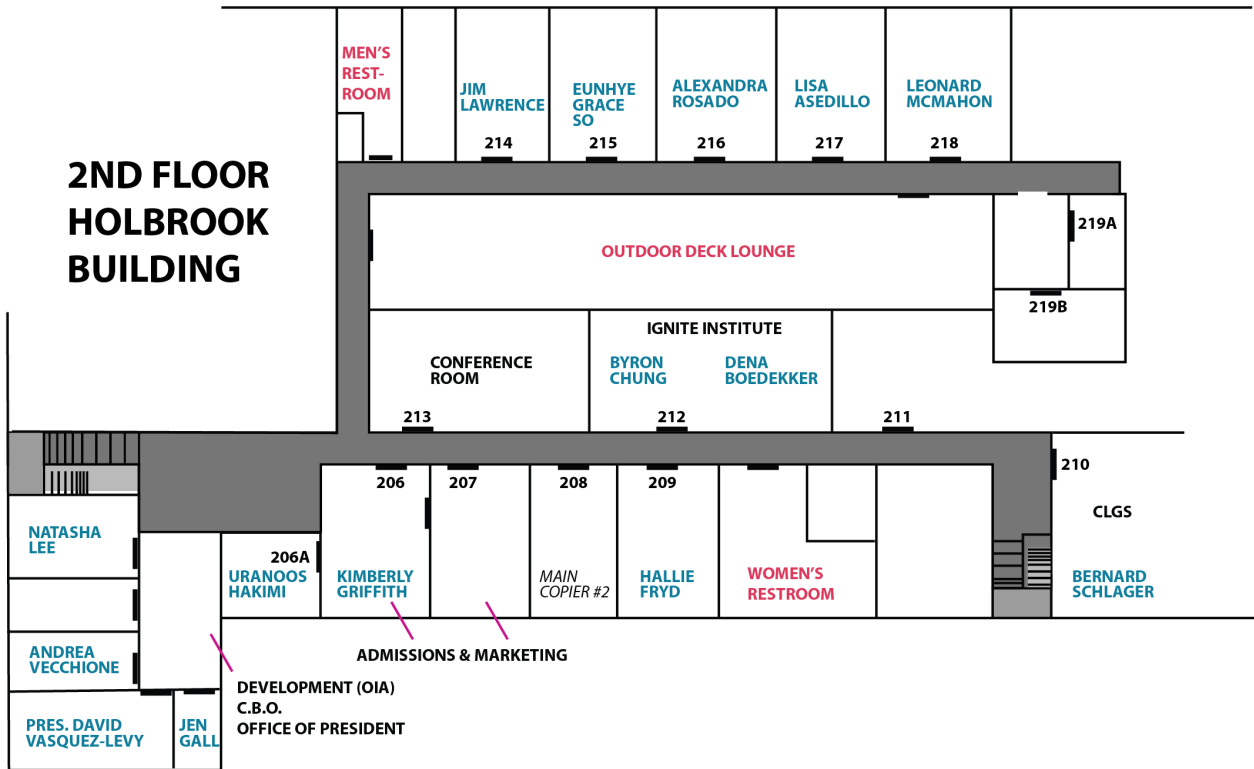 MEN'S
REST-
ROOM
JIM
LAWRENCE
214
EUNHYE
GRACE
SO
215
ALEXANDRA
ROSADO
216
LISA
ASEDILLO
217
LEONARD
MCMAHON
218
2ND FLOOR
HOLBROOK
BUILDING
OUTDOOR DECK LOUNGE
219A
219B
CONFERENCE
ROOM
213
IGNITE INSTITUTE
BYRON
CHUNG
DENA
BOEDEKKER
212
211
210
CLGS
BERNARD
SCHLAGER
206
207
208
209
NATASHA
LEE
206A
URANOOS
HAKIMI
KIMBERLY
GRIFFITH
MAIN
COPIER #2
HALLIE
FRYD
WOMEN'S
RESTROOM
ADMISSIONS & MARKETING
ANDREA
VECCHIONE
DEVELOPMENT (OIA)
C.B.O.
OFFICE OF PRESIDENT
PRES. DAVID
VASQUEZ-LEVY
JEN
GALL